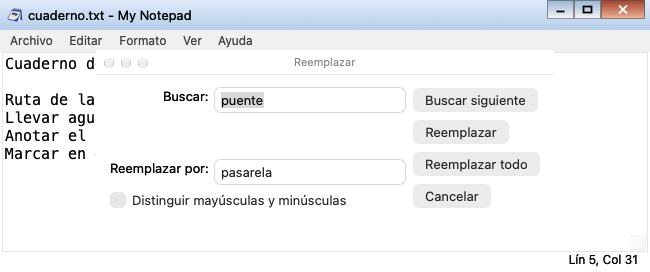 cuaderno.txt - My Notepad
Archivo Editar Formato Ver Ayuda
Cuaderno d
Reemplazar
Ruta de la
Llevar agu
Anotar el
Marcar en
Buscar: puente
Buscar siguiente
Reemplazar
Reemplazar todo
Reemplazar por: pasarela
Cancelar
Distinguir mayúsculas y minúsculas
Lín 5, Col 31